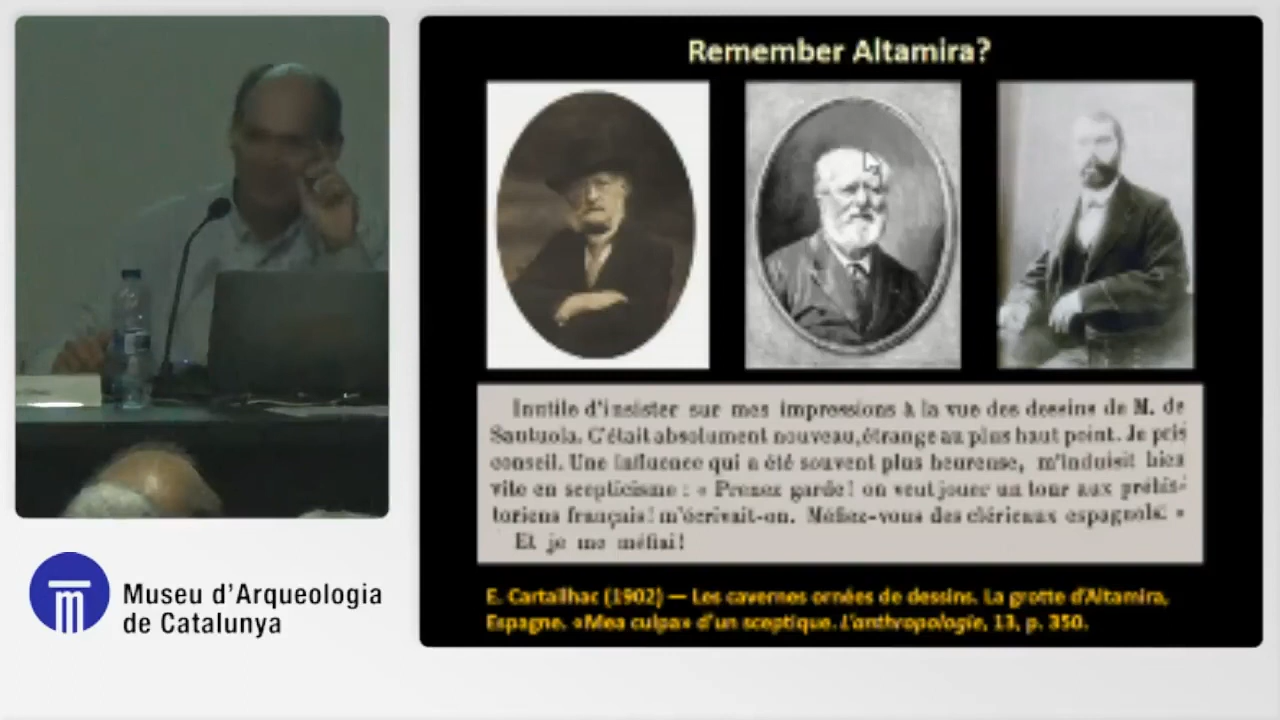 Remember Altamira?
Inutile d'insister sur mes impressions à la vue des dessins de M. de
Santuola. C'était absolument nouveau, étrange au plus haut point. Je pris
conseil. Une influence qui a été souvent plus heureuse, m'induisit bien
vite en scepticisme : « Prenez garde! on veut jouer un tour aux préhis-
toriens français! m'écrivait-on. Méfiez-vous des cléricaux espagnols! »
Et je me méfiai!
E. Cartailhac (1902) — Les cavernes ornées de dessins. La grotte d'Altamira,
Espagne. «Mea culpa» d'un sceptique. L'anthropologie, 13, p. 350.
Museu d'Arqueologia
de Catalunya